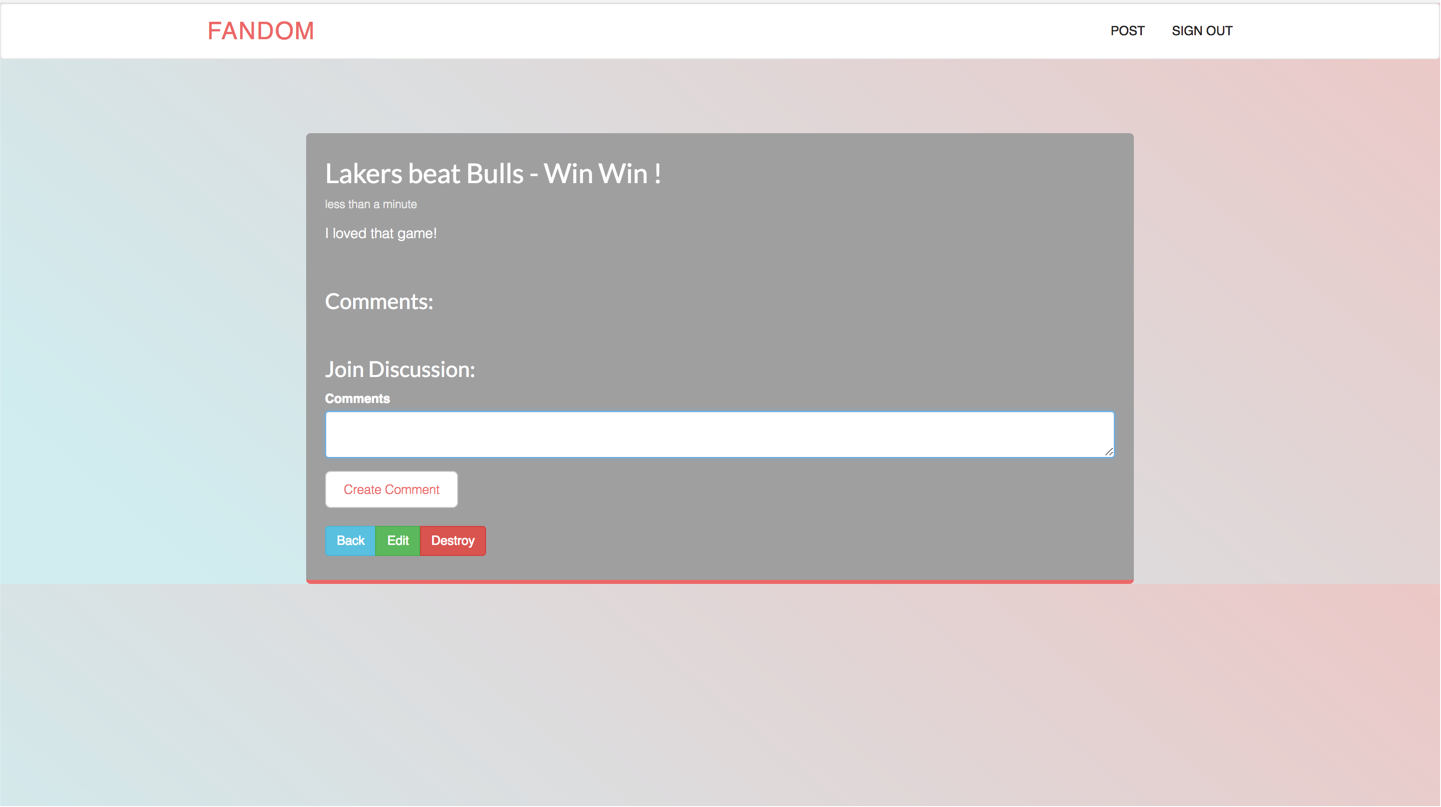 FANDOM POST SIGN OUT
Lakers beat Bulls - Win Win !
less than a minute
I loved that game!
Comments:
Join Discussion:
Comments
Create Comment
Back Edit Destroy